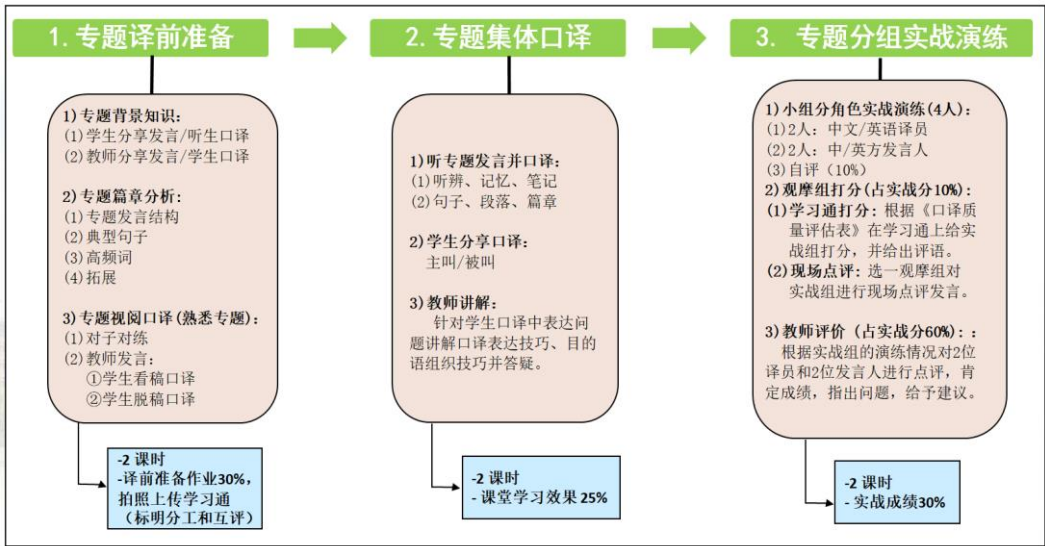 1. 专题译前准备
1)专题背景知识:
(1)学生分享发言/听生口译
(2)教师分享发言/学生口译
2)专题篇章分析:
(1)专题发言结构
(2)典型句子
(3)高频词
(4)拓展
3)专题视阅口译(熟悉专题):
(1)对子对练
(2)教师发言:
①学生看稿口译
②学生脱稿口译
-2 课时
-译前准备作业30%,
拍照上传学习通
（标明分工和互评）
2. 专题集体口译
1)听专题发言并口译:
(1)听辨、记忆、笔记
(2)句子、段落、篇章
2)学生分享口译:
主叫/被叫
3)教师讲解:
针对学生口译中表达问
题讲解口译表达技巧、目的
语组织技巧并答疑。
-2 课时
- 课堂学习效果 25%
3. 专题分组实战演练
1)小组分角色实战演练(4人):
(1)2人: 中文/英语译员
(2)2人: 中/英方发言人
(3)自评（10%）
2)观摩组打分(占实战分10%):
(1)学习通打分: 根据《口译质
量评估表》在学习通上给实
战组打分，并给出评语。
(2)现场点评: 选一观摩组对
实战组进行现场点评发言。
3)教师评价（占实战分60%）: :
根据实战组的演练情况对2位
译员和2位发言人进行点评，肯
定成绩，指出问题，给予建议。
-2 课时
- 实战成绩30%